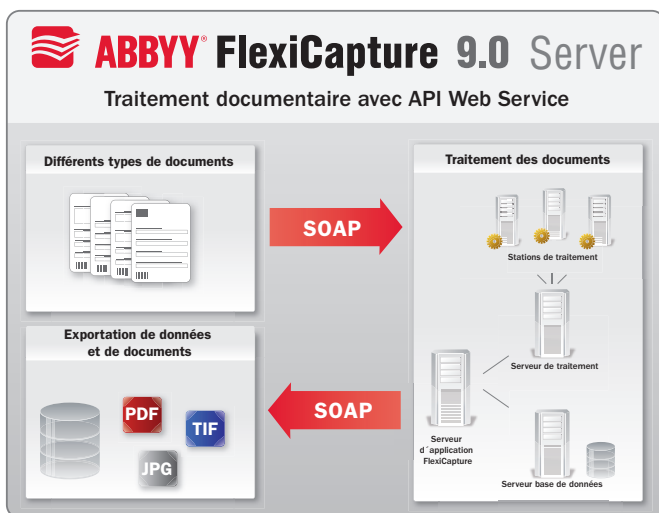 ABBYY® FlexiCapture 9.0 Server
Traitement documentaire avec API Web Service
Différents types de documents
SOAP
Traitement des documents
Stations de traitement
Serveur de traitement
Serveur
d´application
FlexiCapture
Serveur base de données
Exportation de données
et de documents
PDF
TIF
JPG
SOAP